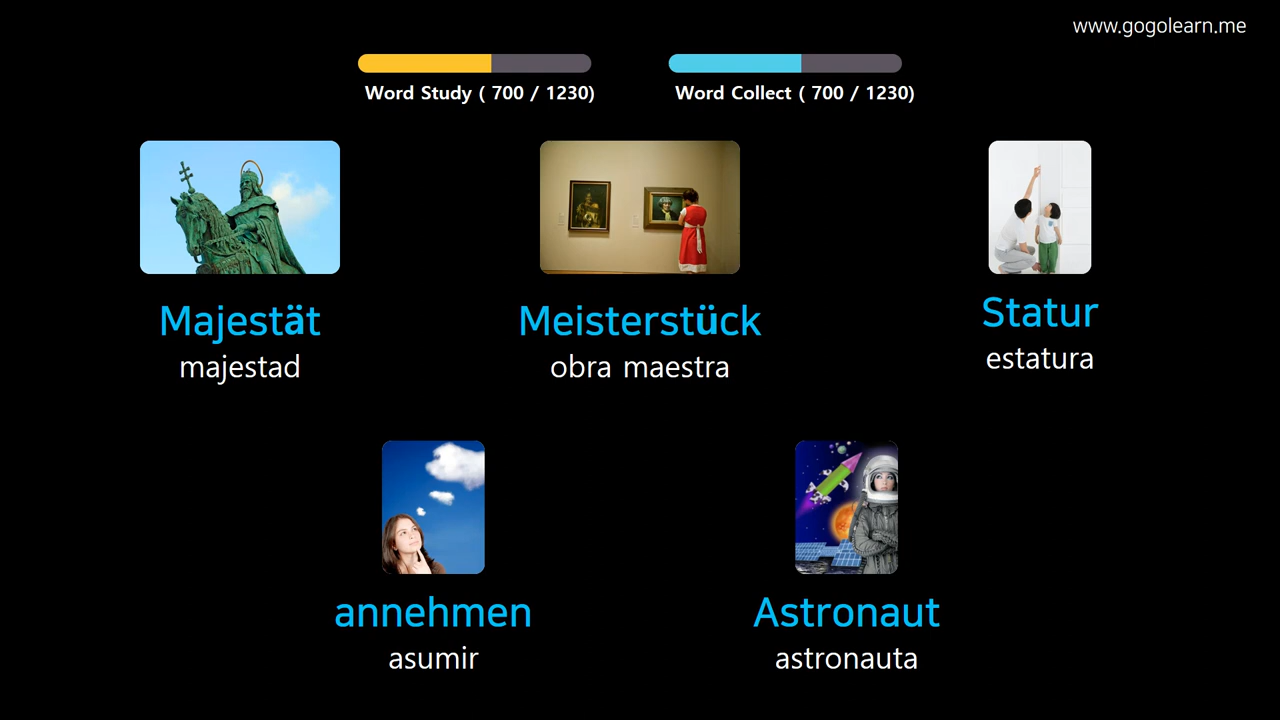 www.gogolearn.me
Word Study ( 700 / 1230)
Word Collect ( 700 / 1230)
Majestät
majestad
Meisterstück
obra maestra
Statur
estatura
annehmen
asumir
Astronaut
astronauta